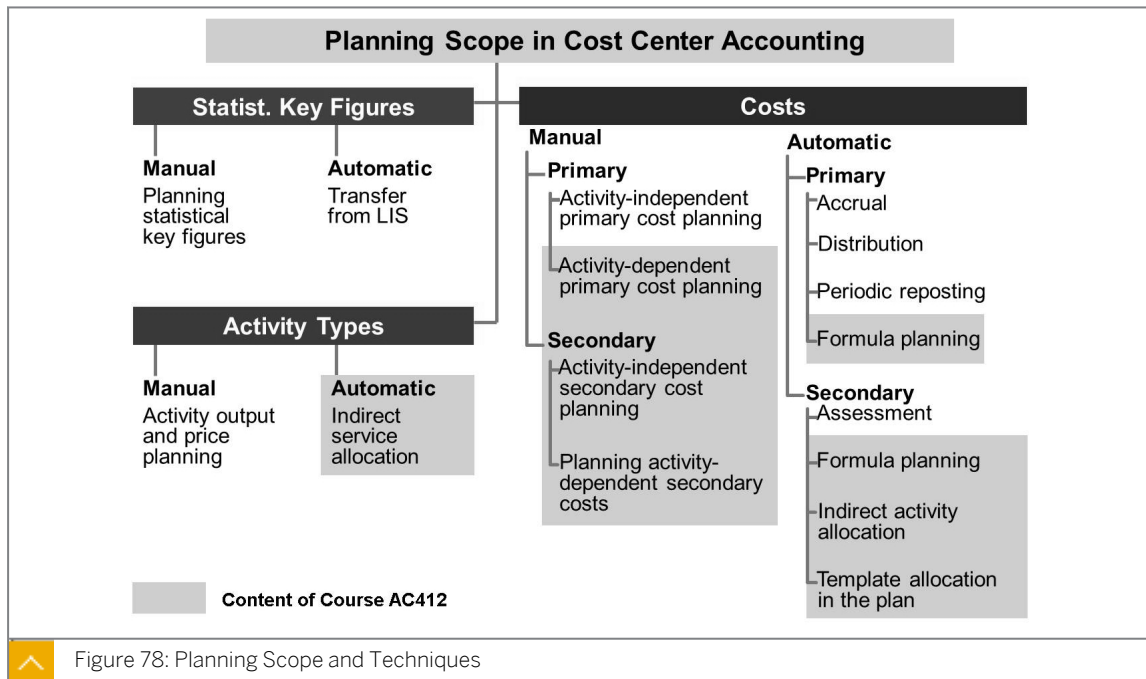 Planning Scope in Cost Center Accounting
Statist. Key Figures
Manual
Planning
statistical
key figures
Automatic
Transfer
from LIS
Activity Types
Manual
Activity output
and price
planning
Automatic
Indirect
service
allocation
Costs
Manual
Primary
Activity-independent
primary cost planning
Activity-dependent
primary cost planning
Secondary
Activity-independent
secondary cost
planning
Planning activity-
dependent secondary
costs
Automatic
Primary
Accrual
Distribution
Periodic reposting
Formula planning
Secondary
Assessment
Formula planning
Indirect activity
allocation
Template allocation
in the plan
Content of Course AC412
Figure 78: Planning Scope and Techniques